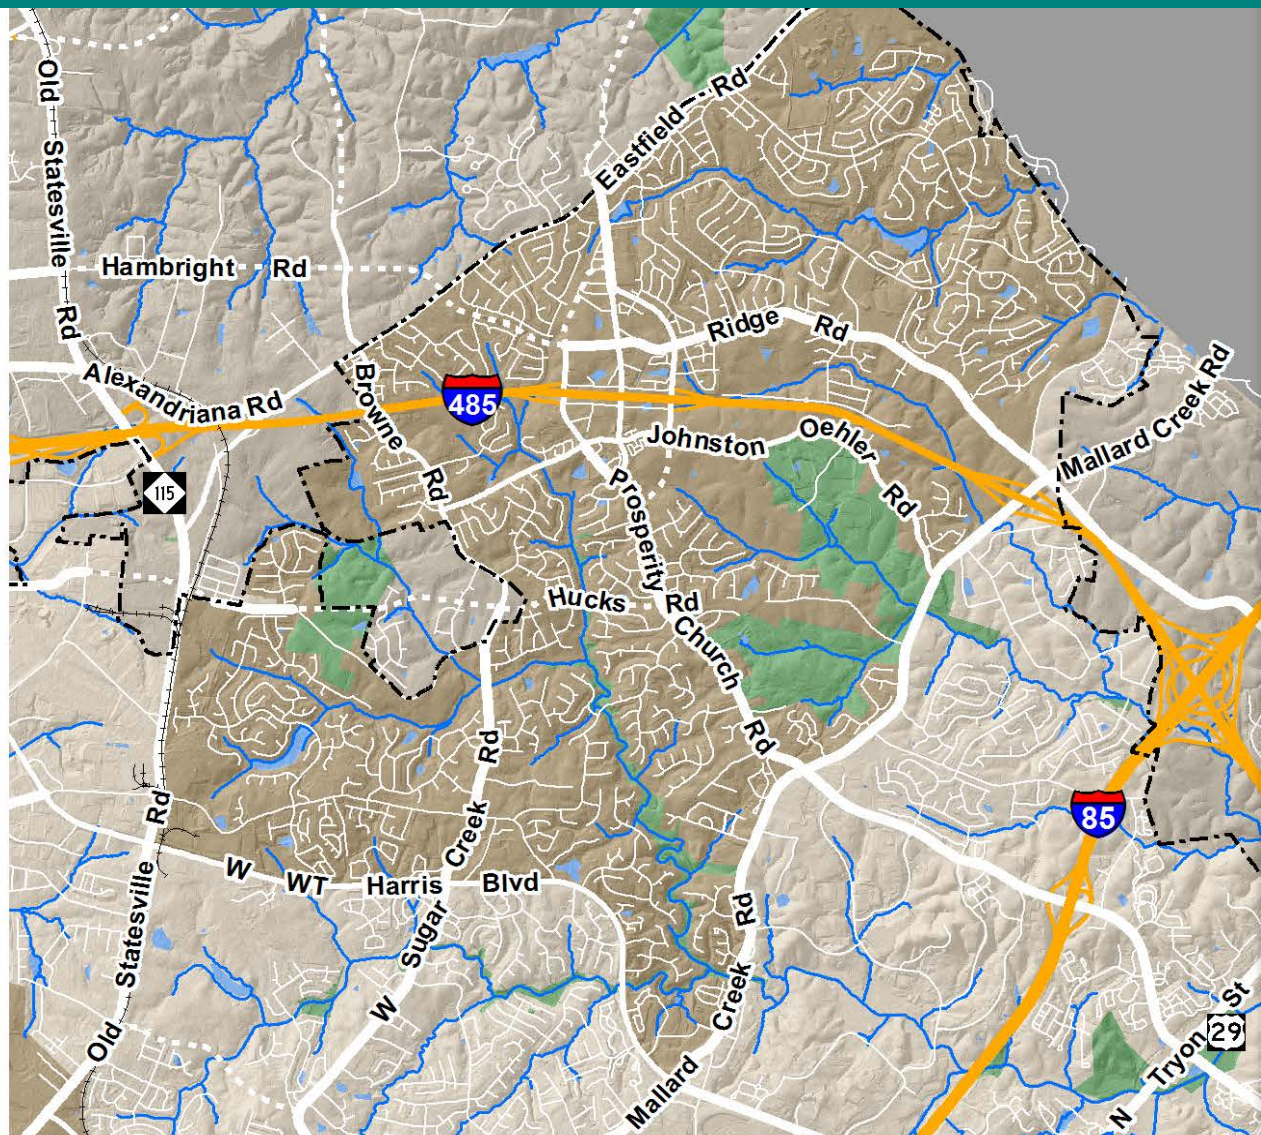 Old Statesville Rd
Eastfield Rd
Hambright Rd
Ridge Rd
Alexandriana Rd
Browne Rd
485
Mallard Creek Rd
Johnston Oehler Rd
115
Prosperity Church Rd
Hucks Rd
W Sugar Creek Rd
85
W WT Harris Blvd
Old Statesville Rd
Mallard Creek Rd
N Tryon St
29